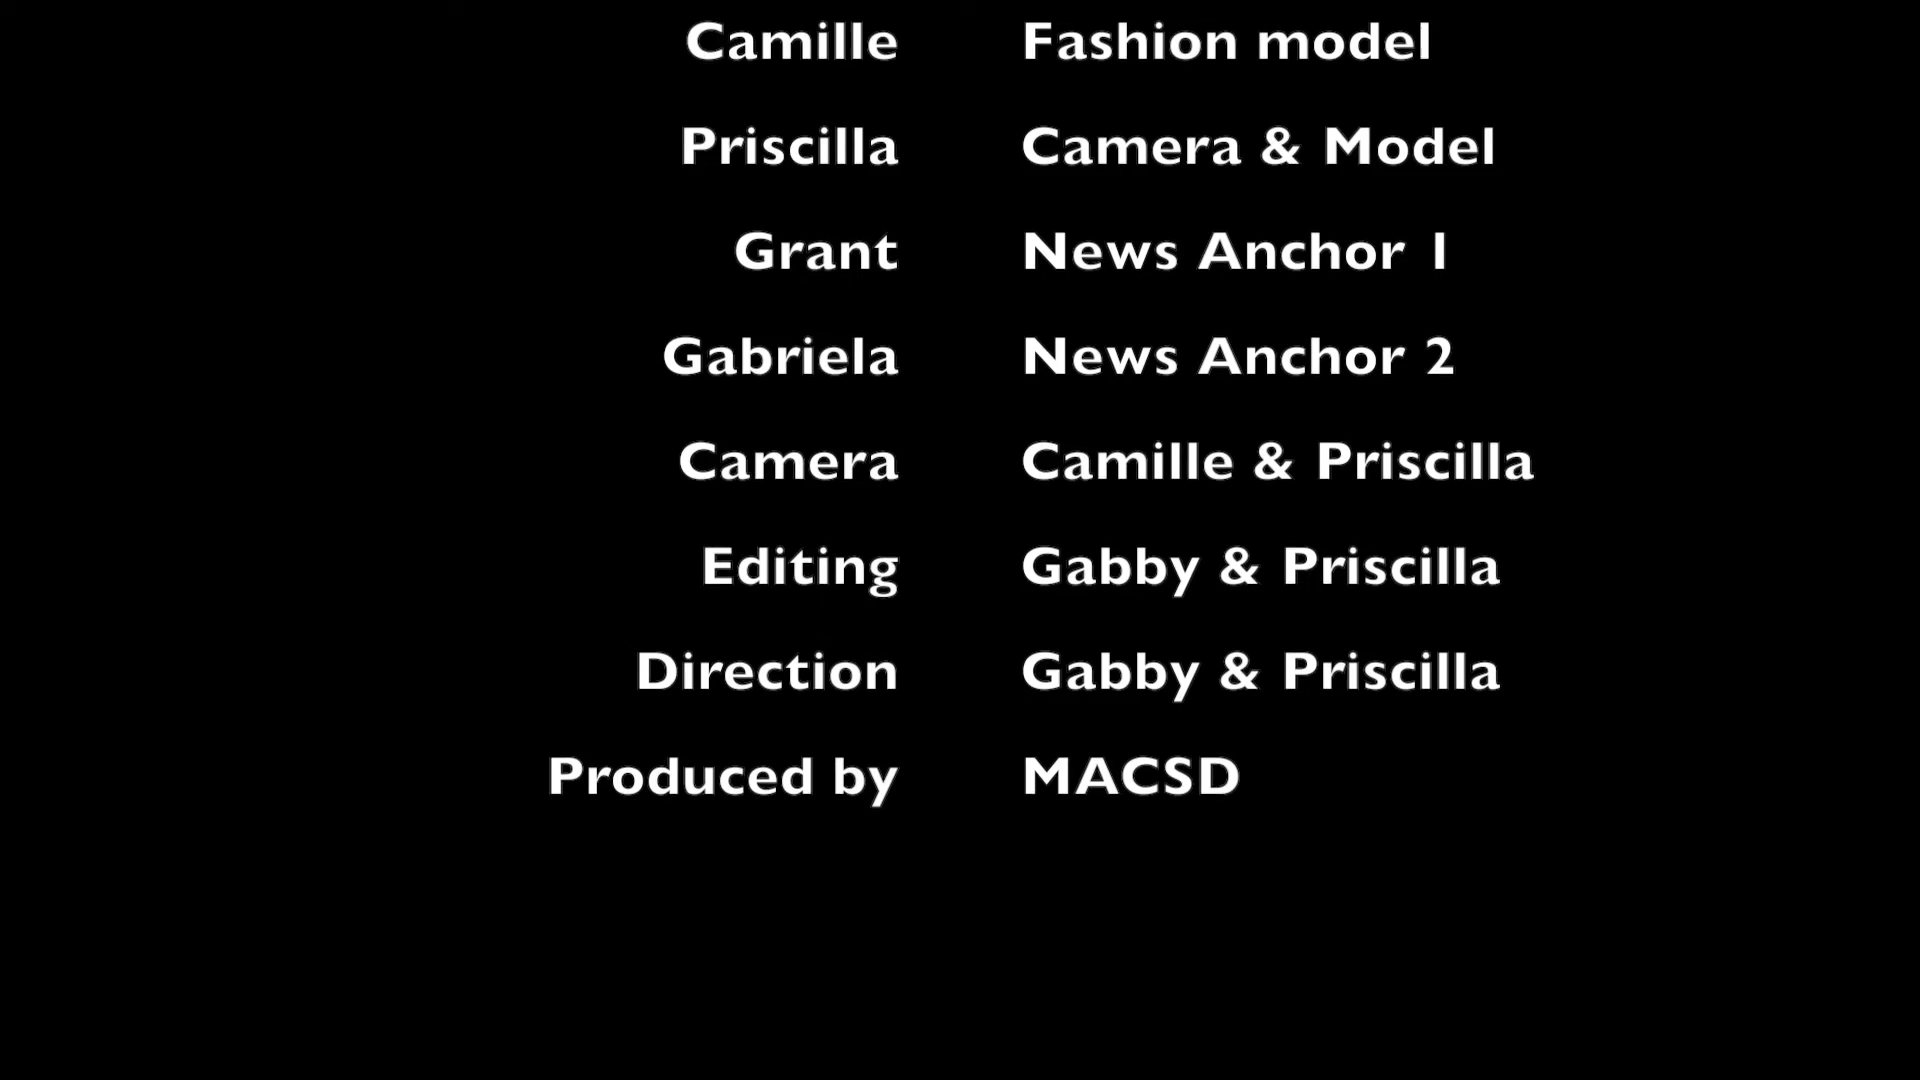 Camille Fashion model
Priscilla Camera & Model
Grant News Anchor 1
Gabriela News Anchor 2
Camera Camille & Priscilla
Editing Gabby & Priscilla
Direction Gabby & Priscilla
Produced by MACSD